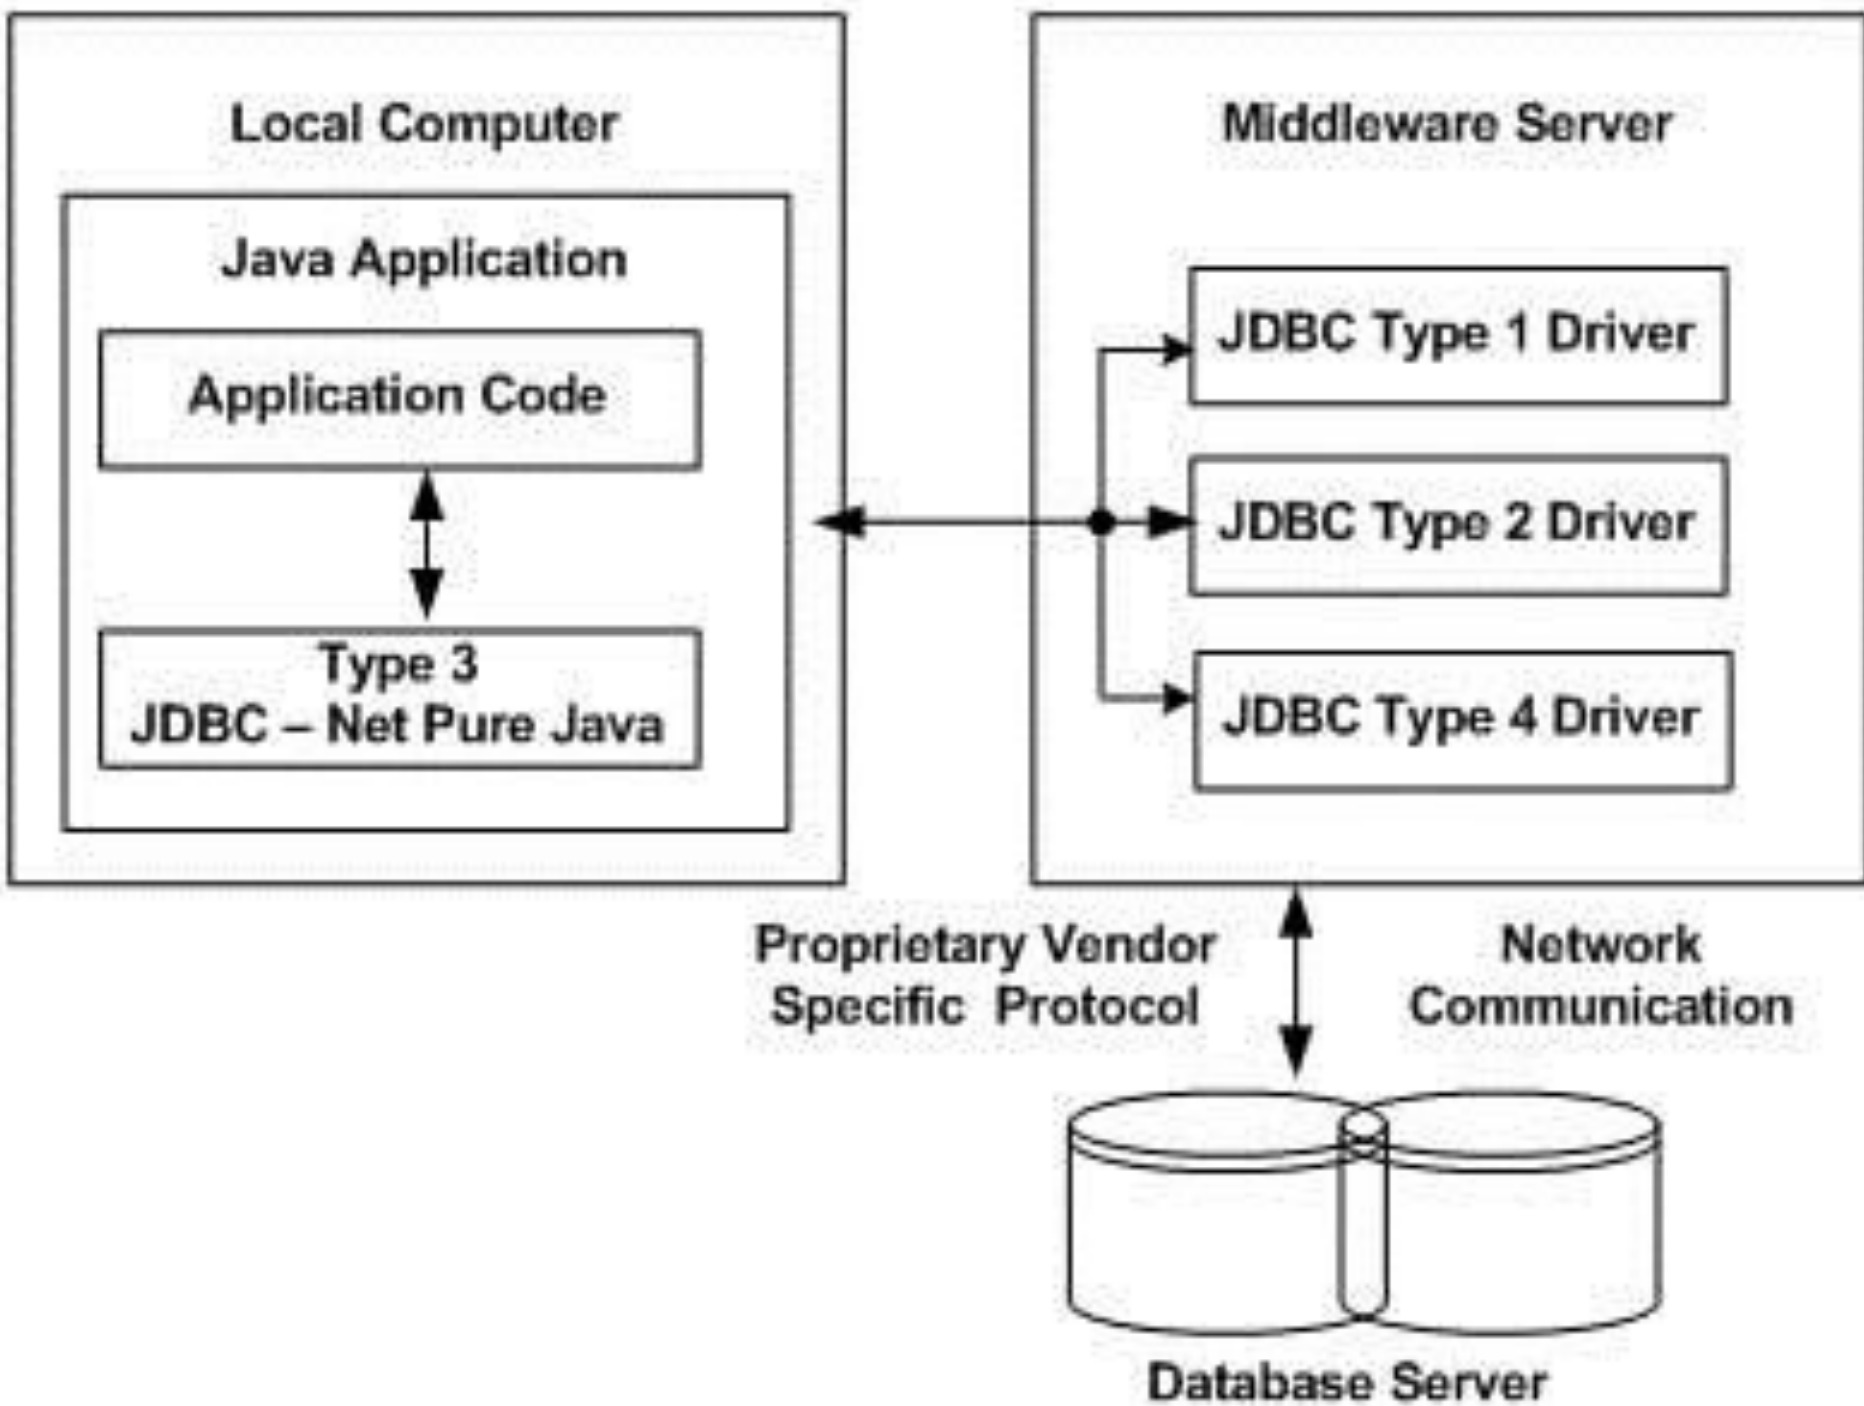 Local Computer
Java Application
Application Code
Type 3
JDBC – Net Pure Java
Middleware Server
JDBC Type 1 Driver
JDBC Type 2 Driver
JDBC Type 4 Driver
Proprietary Vendor
Specific Protocol
Network
Communication
Database Server